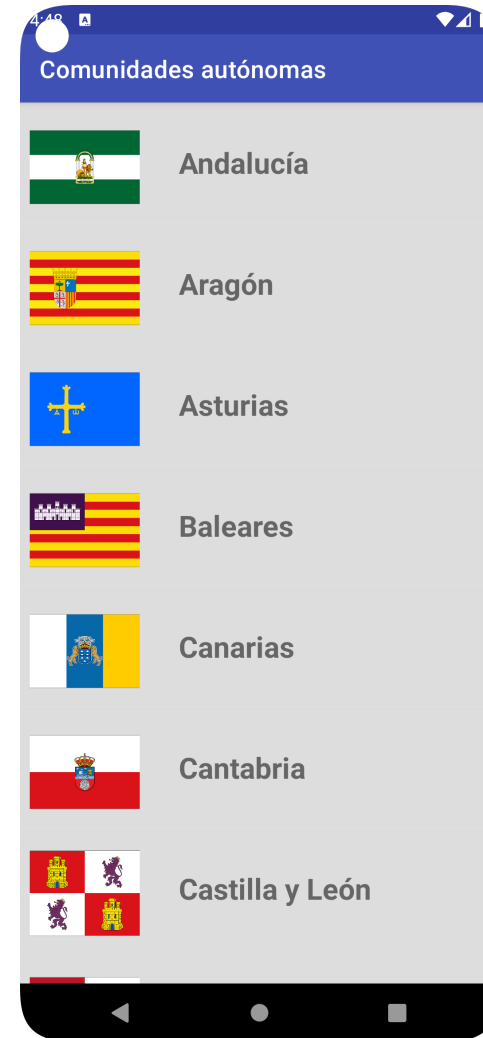 4:48
Comunidades autónomas
Andalucía
Aragón
Asturias
Baleares
Canarias
Cantabria
Castilla y León